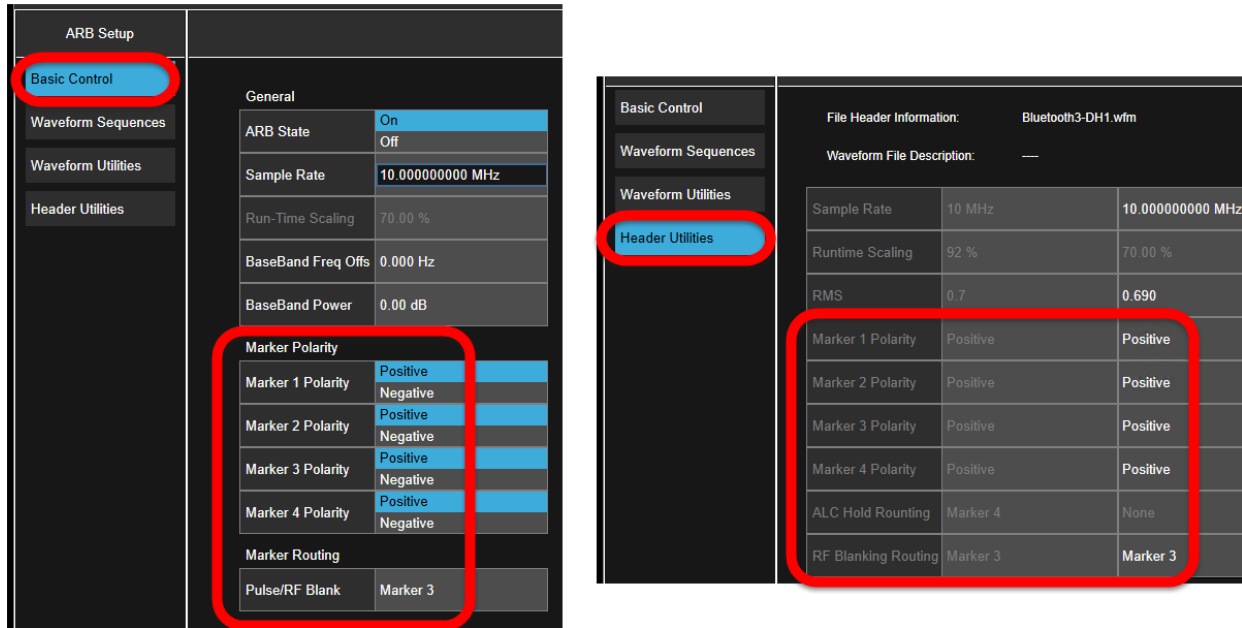 ARB Setup
Basic Control
Waveform Sequences
Waveform Utilities
Header Utilities
General
ARB State On
Off
Sample Rate 10.000000000 MHz
Run-Time Scaling 70.00 %
BaseBand Freq Offs 0.000 Hz
BaseBand Power 0.00 dB
Marker Polarity
Marker 1 Polarity Positive
Negative
Marker 2 Polarity Positive
Negative
Marker 3 Polarity Positive
Negative
Marker 4 Polarity Positive
Negative
Marker Routing
Pulse/RF Blank Marker 3
Basic Control
Waveform Sequences
Waveform Utilities
Header Utilities
File Header Information: Bluetooth3-DH1.wfm
Waveform File Description: ----
Sample Rate 10 MHz 10.000000000 MHz
Runtime Scaling 92 % 70.00 %
RMS 0.7 0.690
Marker 1 Polarity Positive Positive
Marker 2 Polarity Positive Positive
Marker 3 Polarity Positive Positive
Marker 4 Polarity Positive Positive
ALC Hold Rounting Marker 4 None
RF Blanking Routing Marker 3 Marker 3